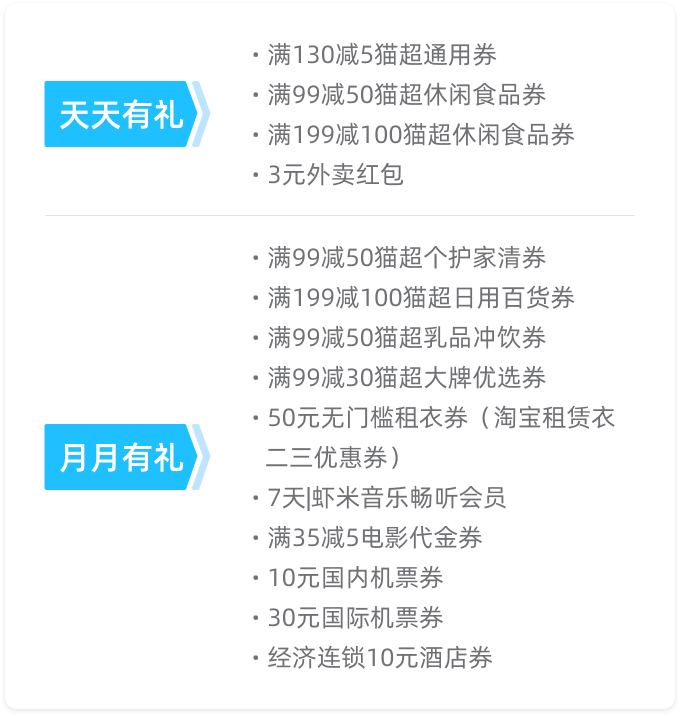 天天有礼
· 满130减5猫超通用券
· 满99减50猫超休闲食品券
· 满199减100猫超休闲食品券
· 3元外卖红包
月月有礼
· 满99减50猫超个护家清券
· 满199减100猫超日用百货券
· 满99减50猫超乳品冲饮券
· 满99减30猫超大牌优选券
· 50元无门槛租衣券（淘宝租赁衣
二三优惠券）
· 7天|虾米音乐畅听会员
· 满35减5电影代金券
· 10元国内机票券
· 30元国际机票券
· 经济连锁10元酒店券